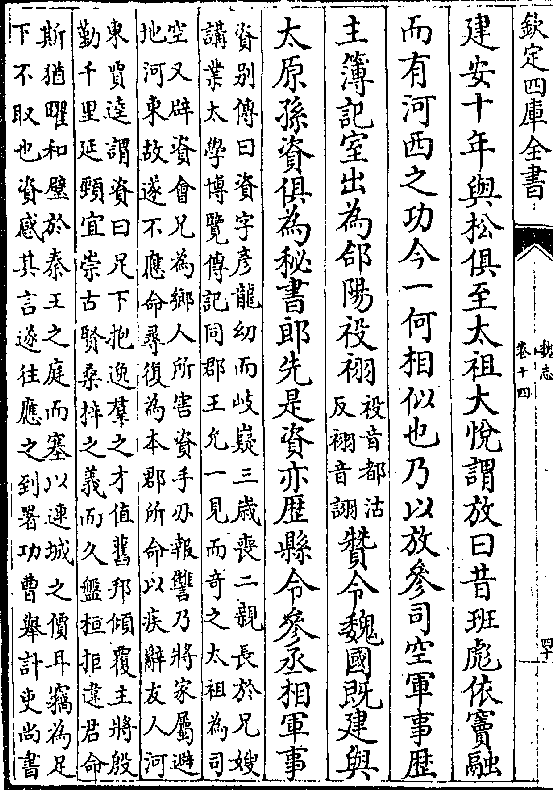 欽定四庫全書
魏志
卷十四
建安十年與松俱至太祖大悅謂放曰昔班彪依竇融
而有河西之功今一何相似也乃以放參司空軍事歴
主簿記室出為郃陽祋祤
祋音都沽
反祤音詡
贊令魏國既建與
太原孫資俱為秘書郎先是資亦歴縣令參丞相軍事
資别傳曰資字彦龍幼而岐嶷三歳喪二親長於兄嫂
講業太學博覽傳記同郡王允一見而奇之太祖為司
空又辟資會兄為鄉人所害資手刃報讐乃將家屬避
地河東故遂不應命尋復為本郡所命以疾辭友人河
東賈逵謂資曰足下抱逸羣之才值舊邦傾覆主將殷
勤千里延頸宜崇古賢桑梓之義而久盤桓拒違君命
斯猶曜和璧於秦王之庭而塞以連城之價耳竊為足
下不取也資感其言遂往應之到署功曹舉計吏尚書